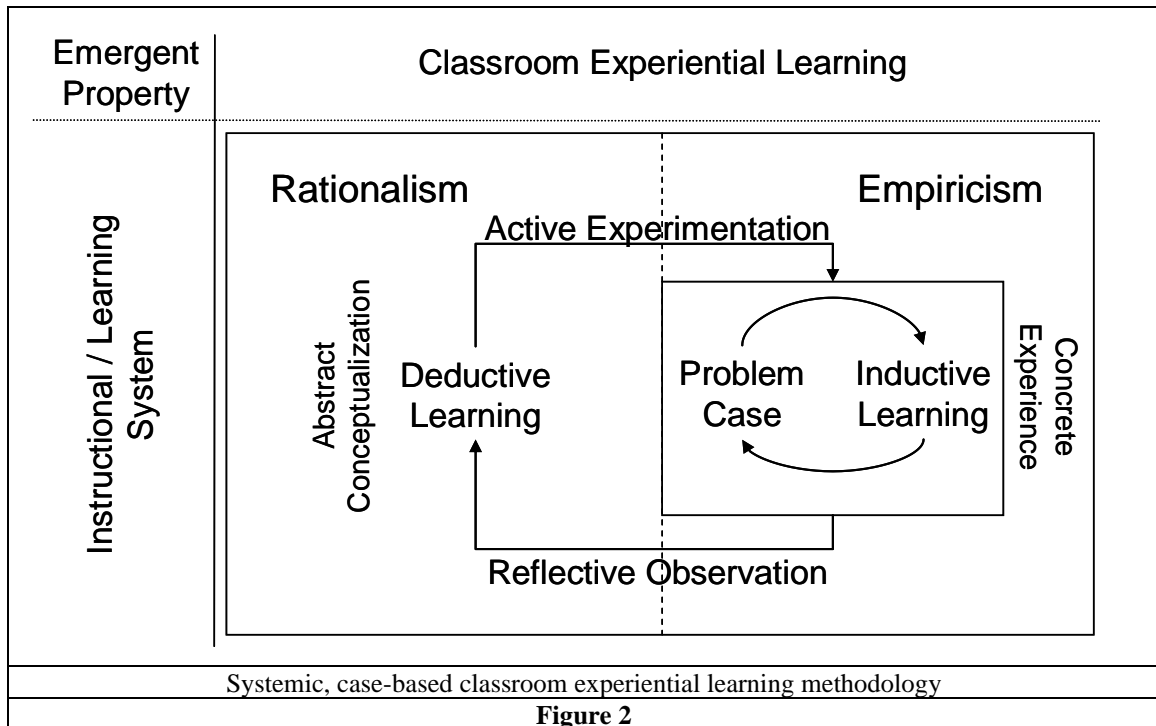 Emergent
Property
Classroom Experiential Learning
Instructional / Learning
System
Rationalism
Empiricism
Active Experimentation
Abstract
Conceptualization
Deductive
Learning
Problem
Case
Inductive
Learning
Concrete
Experience
Reflective Observation
Systemic, case-based classroom experiential learning methodology
Figure 2